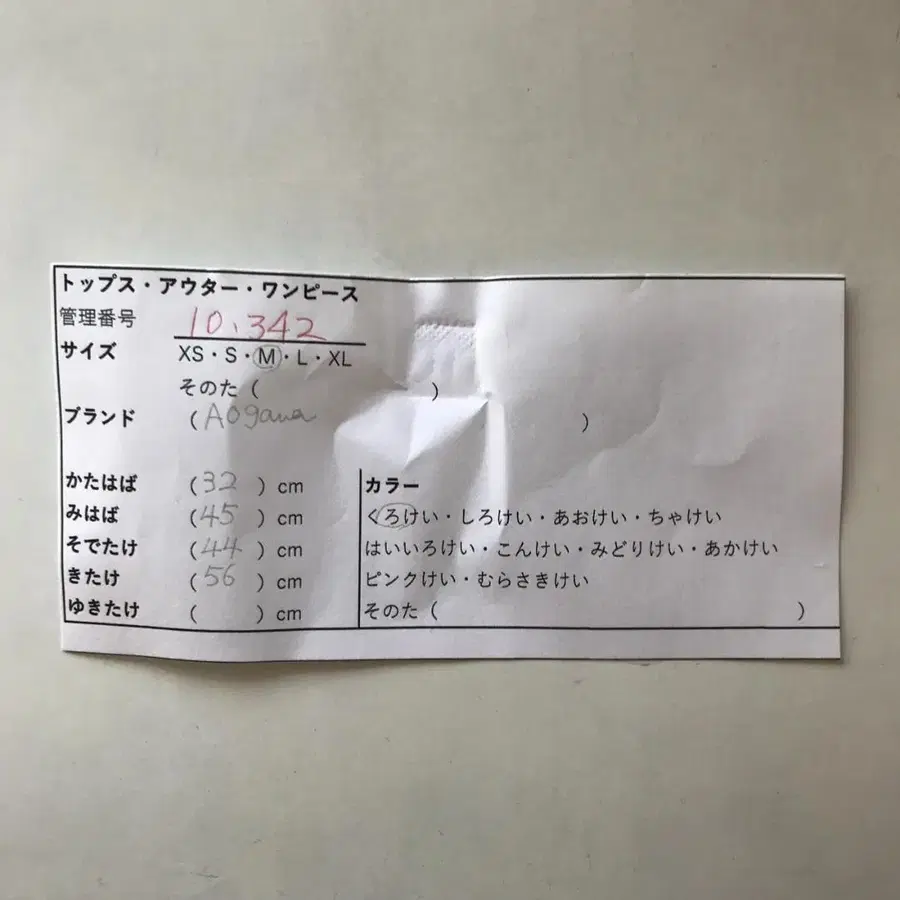 トップス・アウター・ワンピース
管理番号 10.342
サイズ XS・S・M・L・XL
そのた（ ）
ブランド （AOgawa ）
かたはば （32 ）cm
みはば （45 ）cm
そでたけ （44 ）cm
きたけ （56 ）cm
ゆきたけ （ ）cm
カラー
くろけい・しろけい・あおけい・ちゃけい
はいいろけい・こんけい・みどりけい・あかけい
ピンクけい・むらさきけい
そのた（ ）